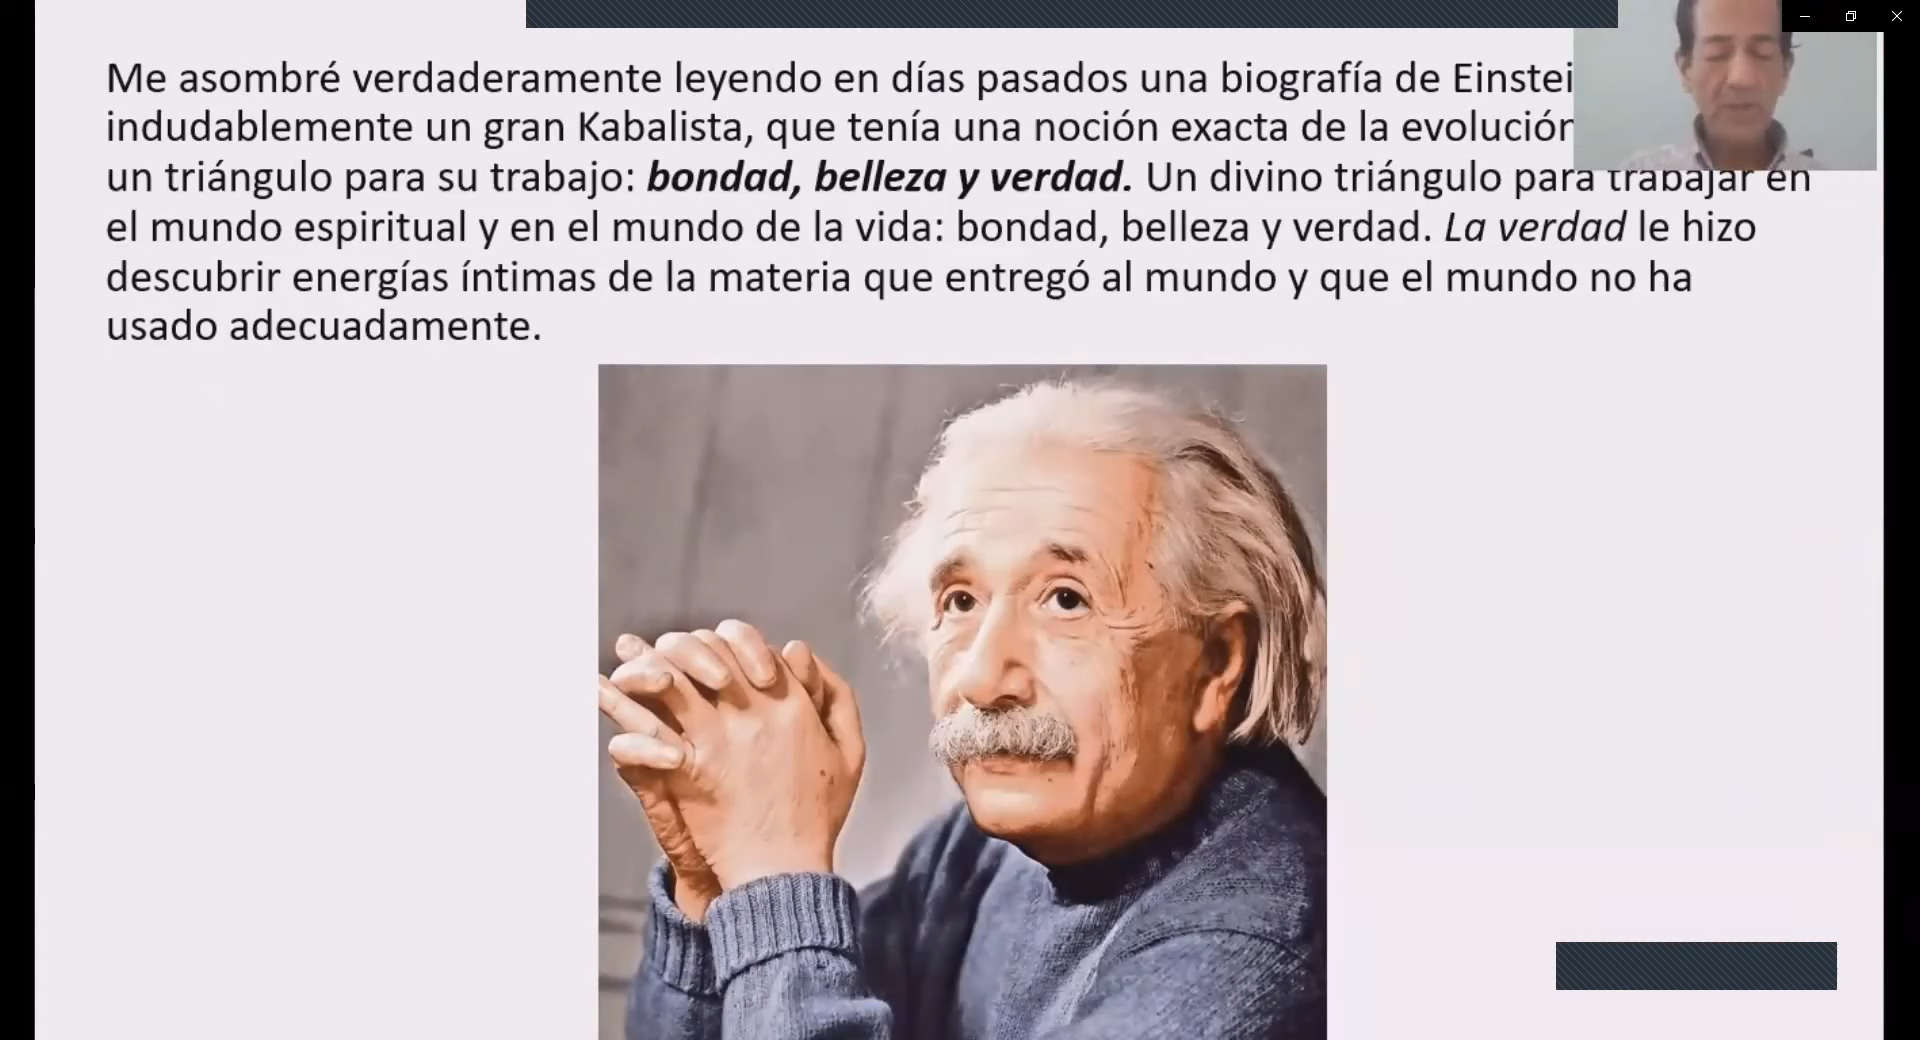 Me asombré verdaderamente leyendo en días pasados una biografía de
indudablemente un gran Kabalista, que tenía una noción exacta de la
un triángulo para su trabajo: bondad, belleza y verdad. Un divino triángulo para trabajar en
el mundo espiritual y en el mundo de la vida: bondad, belleza y verdad. La verdad le hizo
descubrir energías íntimas de la materia que entregó al mundo y que el mundo no ha
usado adecuadamente.